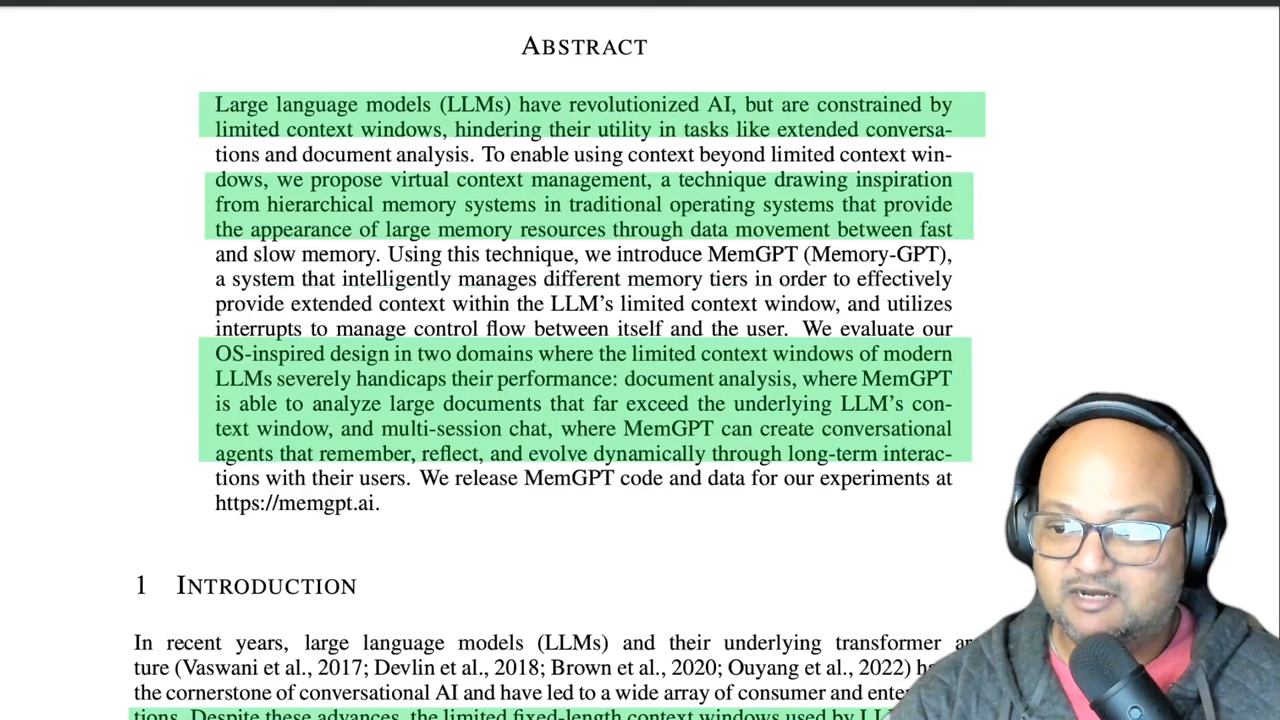 ABSTRACT
Large language models (LLMs) have revolutionized AI, but are constrained by
limited context windows, hindering their utility in tasks like extended conversa-
tions and document analysis. To enable using context beyond limited context win-
dows, we propose virtual context management, a technique drawing inspiration
from hierarchical memory systems in traditional operating systems that provide
the appearance of large memory resources through data movement between fast
and slow memory. Using this technique, we introduce MemGPT (Memory-GPT),
a system that intelligently manages different memory tiers in order to effectively
provide extended context within the LLM's limited context window, and utilizes
interrupts to manage control flow between itself and the user. We evaluate our
OS-inspired design in two domains where the limited context windows of modern
LLMs severely handicaps their performance: document analysis, where MemGPT
is able to analyze large documents that far exceed the underlying LLM's con-
text window, and multi-session chat, where MemGPT can create conversational
agents that remember, reflect, and evolve dynamically through long-term interac-
tions with their users. We release MemGPT code and data for our experiments at
https://memgpt.ai.
1 INTRODUCTION
In recent years, large language models (LLMs) and their underlying transformer
ture (Vaswani et al., 2017; Devlin et al., 2018; Brown et al., 2020; Ouyang et al., 2022)
the cornerstone of conversational AI and have led to a wide array of consumer and
tions. Despite these advances, the limited fixed-length context windows used by